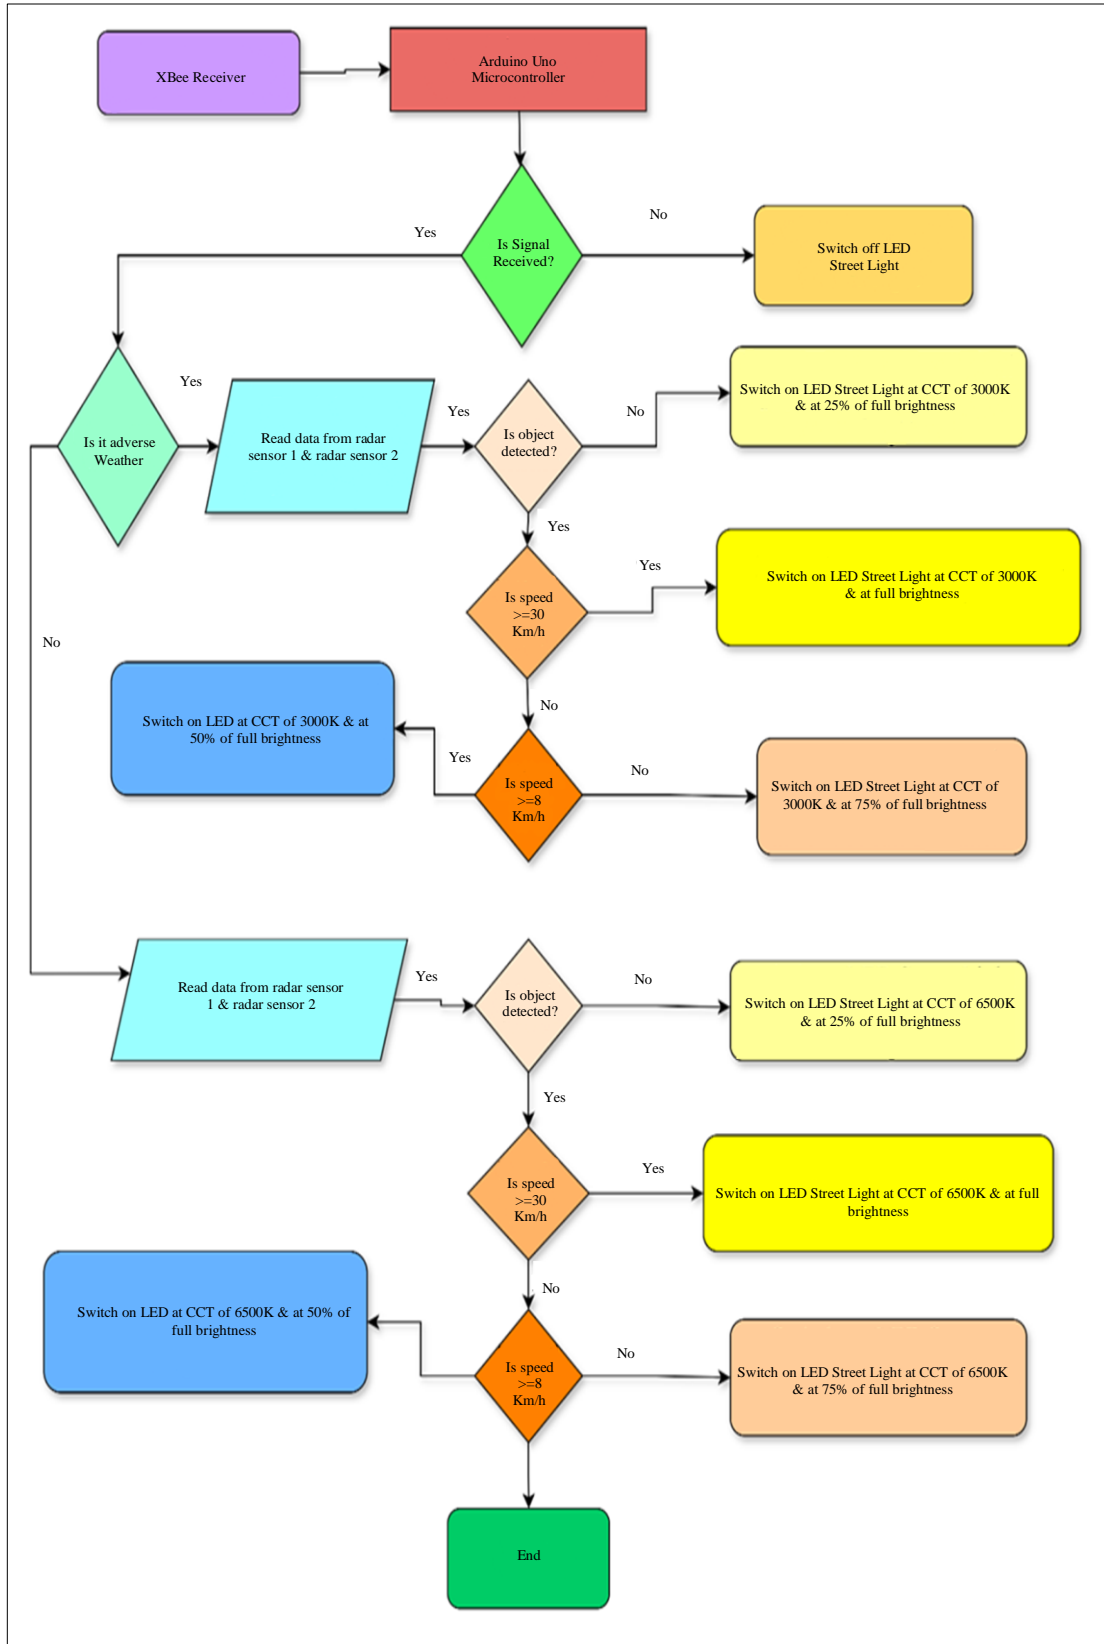 XBee Receiver
Arduino Uno
Microcontroller
Is Signal
Received?
Yes
No
Switch off LED
Street Light
Is it adverse
Weather
Yes
Read data from radar
sensor 1 & radar sensor 2
Yes
Is object
detected?
No
Switch on LED Street Light at CCT of 3000K
& at 25% of full brightness
Yes
Is speed
>=30
Km/h
Yes
Switch on LED Street Light at CCT of 3000K
& at full brightness
No
No
Switch on LED at CCT of 3000K & at
50% of full brightness
Yes
Is speed
>=8
Km/h
No
Switch on LED Street Light at CCT of
3000K & at 75% of full brightness
Read data from radar sensor
1 & radar sensor 2
Yes
Is object
detected?
No
Switch on LED Street Light at CCT of 6500K
& at 25% of full brightness
Yes
Is speed
>=30
Km/h
Yes
Switch on LED Street Light at CCT of 6500K & at full
brightness
No
Switch on LED at CCT of 6500K & at 50% of
full brightness
Is speed
>=8
Km/h
No
Switch on LED Street Light at CCT of 6500K
& at 75% of full brightness
End